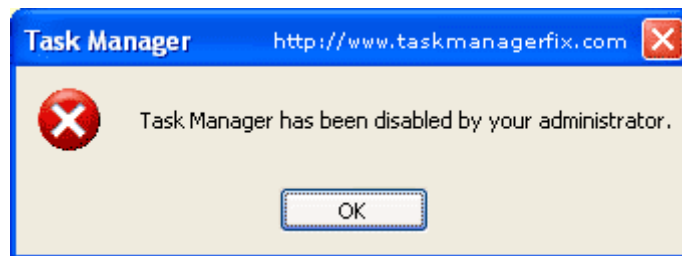 Task Manager http://www.taskmanagerfix.com
Task Manager has been disabled by your administrator.
OK